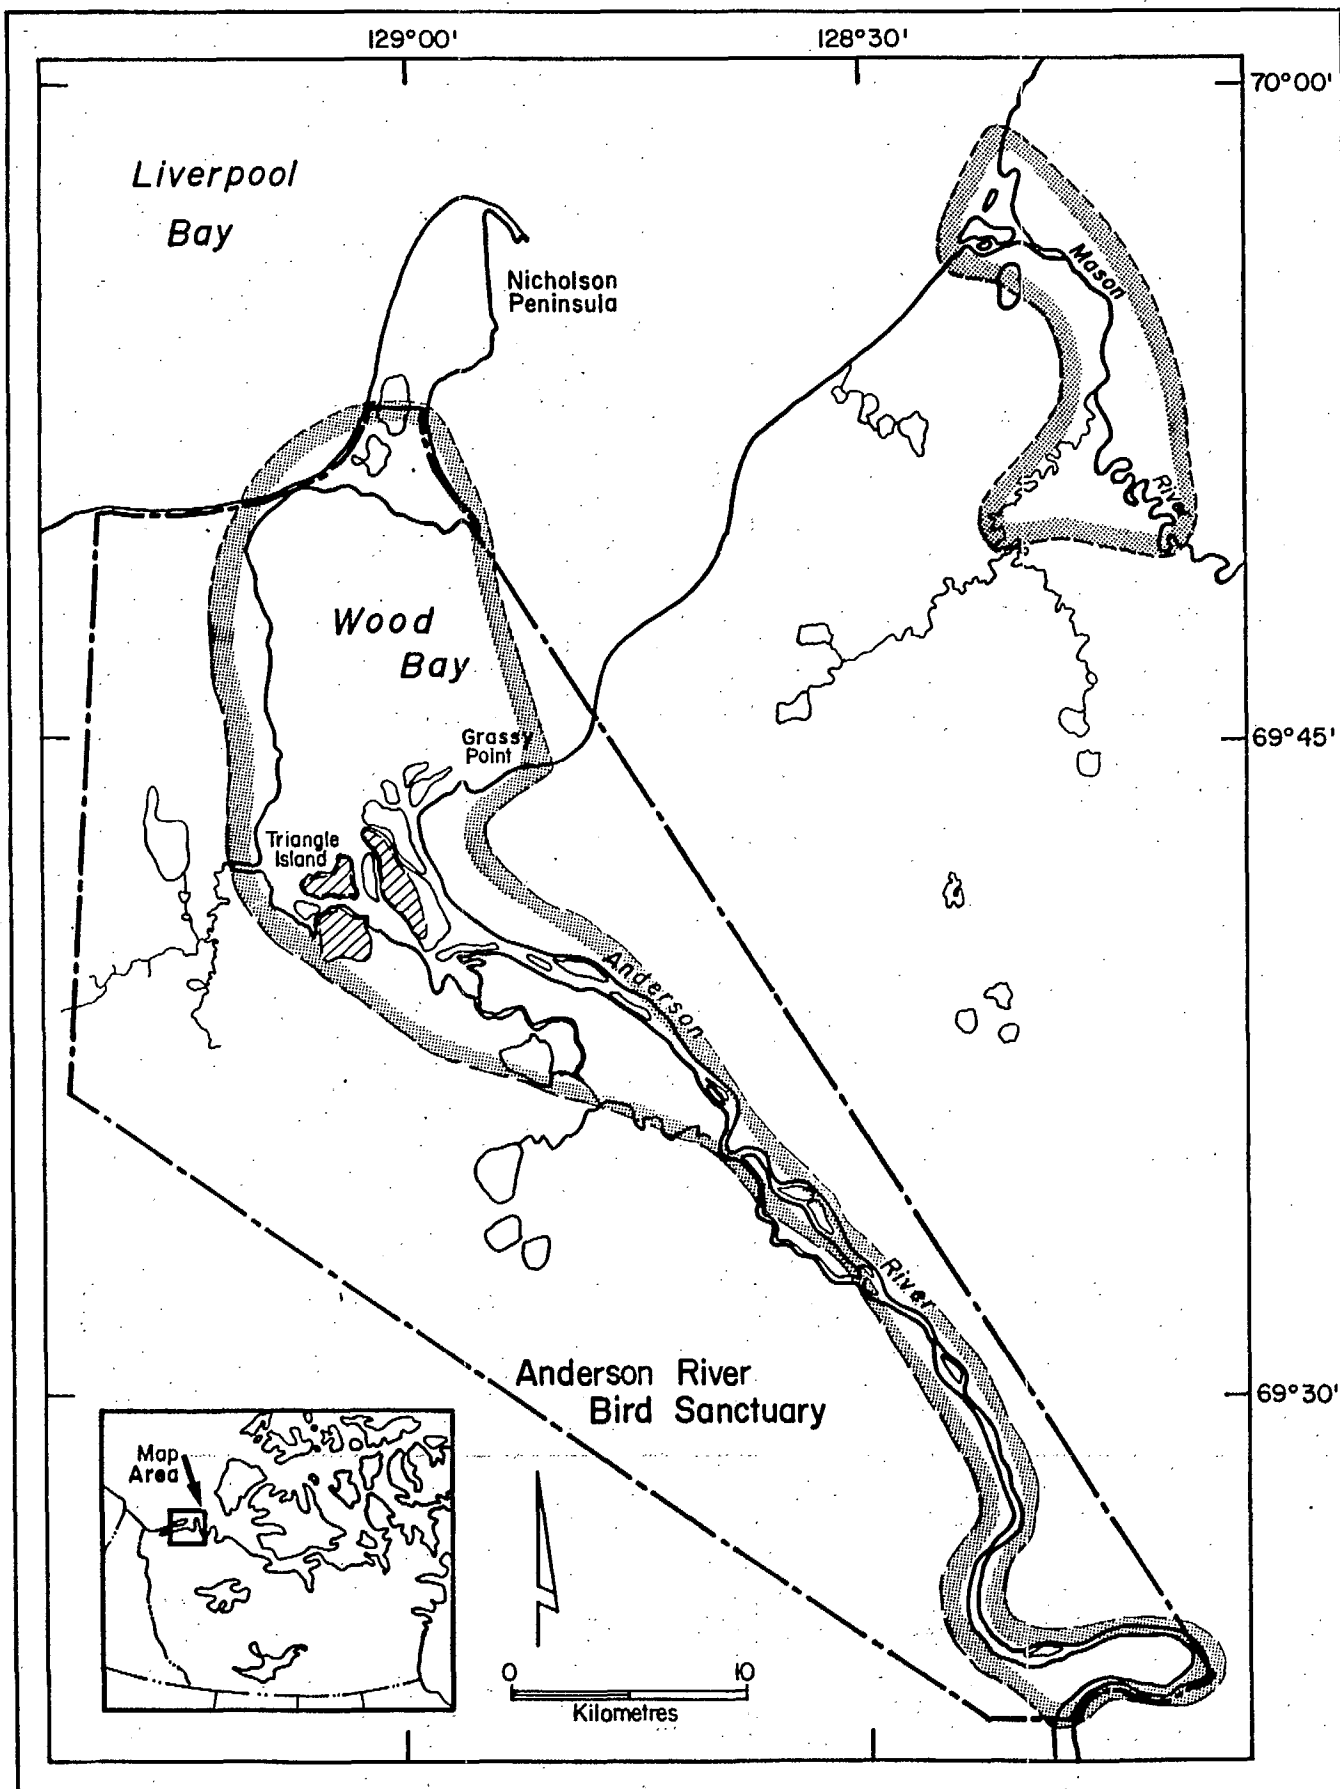 129°00'
128°30'
70°00'
Liverpool
Bay
Nicholson
Peninsula
Mason
River
Wood
Bay
Grassy
Point
69°45'
Triangle
Island
Anderson
River
Anderson River
Bird Sanctuary
69°30'
Map
Area
0 10
Kilometres